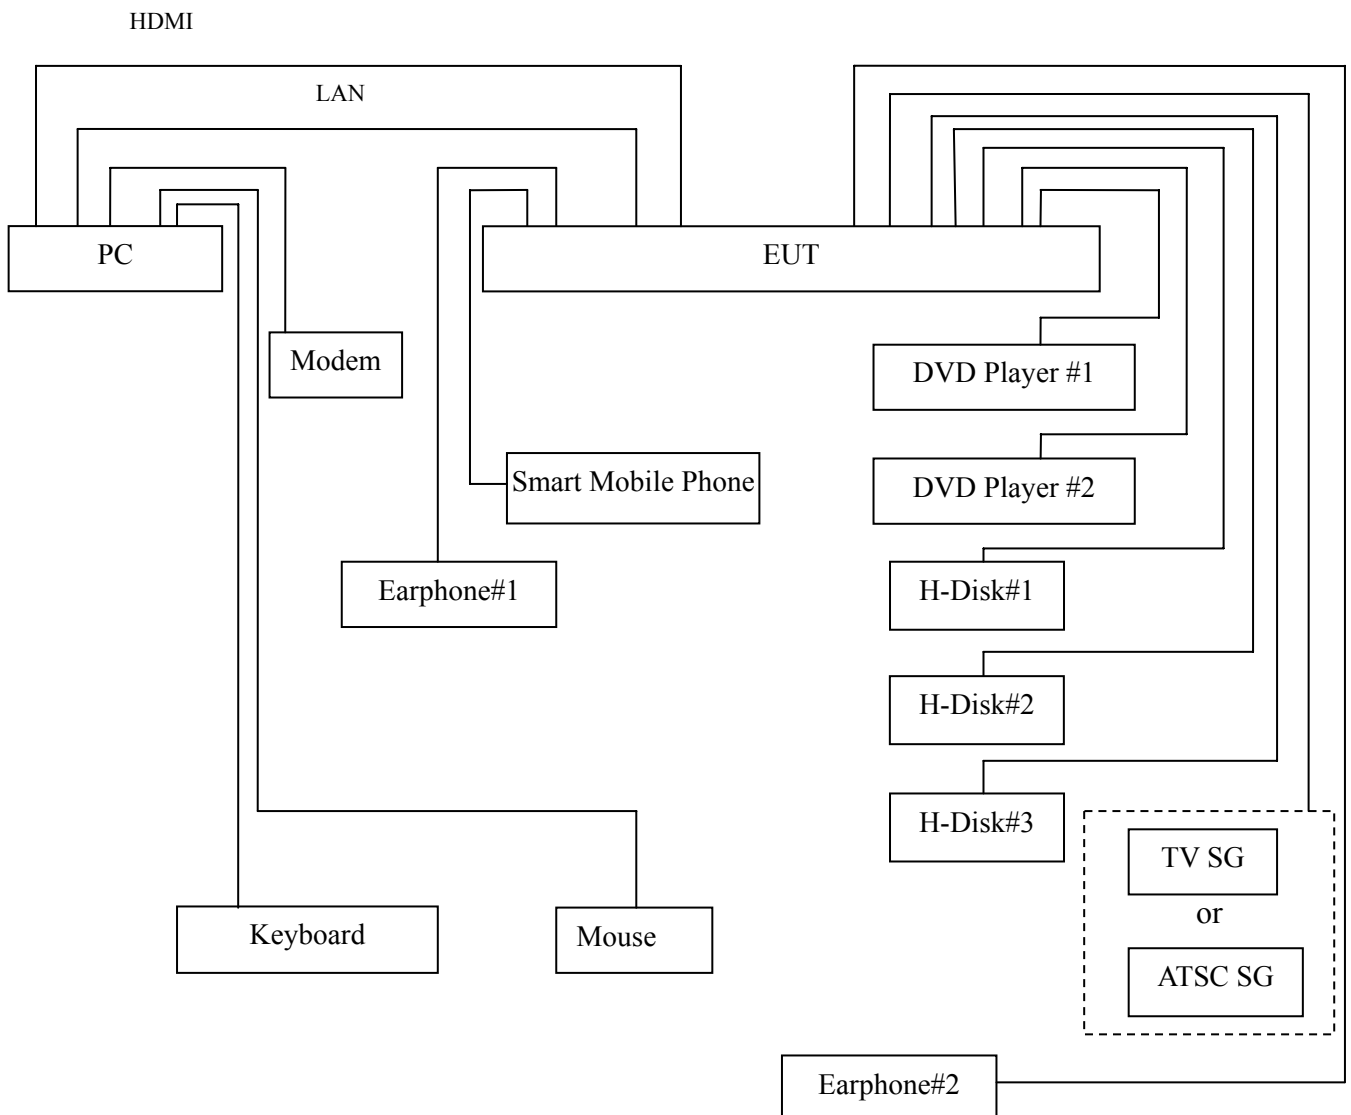 HDMI
LAN
PC
EUT
Modem
DVD Player #1
Smart Mobile Phone
DVD Player #2
Earphone#1
H-Disk#1
H-Disk#2
H-Disk#3
TV SG
or
Keyboard
Mouse
ATSC SG
Earphone#2